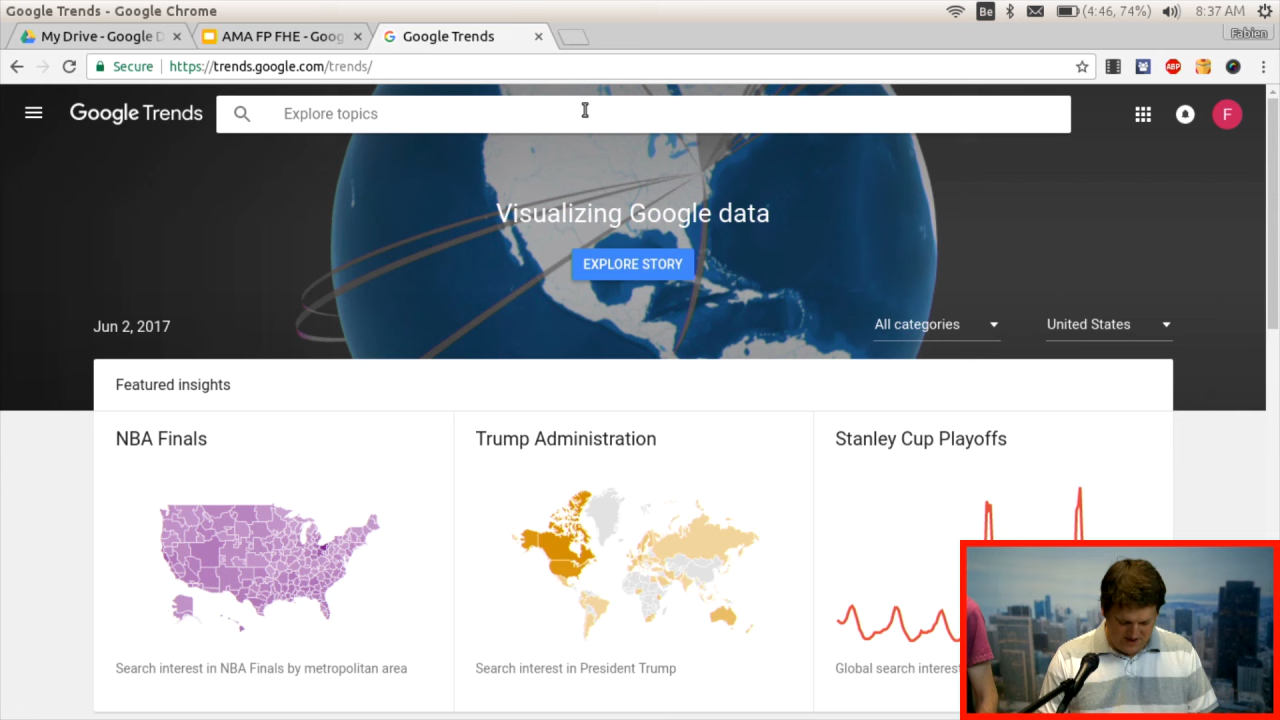 Google Trends - Google Chrome
Be
(4:46, 74%)
8:37 AM
My Drive - Google D
AMA FP FHE - Goog
Google Trends
Fabien
Secure
https://trends.google.com/trends/
ABP
Google Trends
Explore topics
F
Visualizing Google data
EXPLORE STORY
Jun 2, 2017
All categories
United States
Featured insights
NBA Finals
Trump Administration
Stanley Cup Playoffs
Search interest in NBA Finals by metropolitan area
Search interest in President Trump
Global search interes